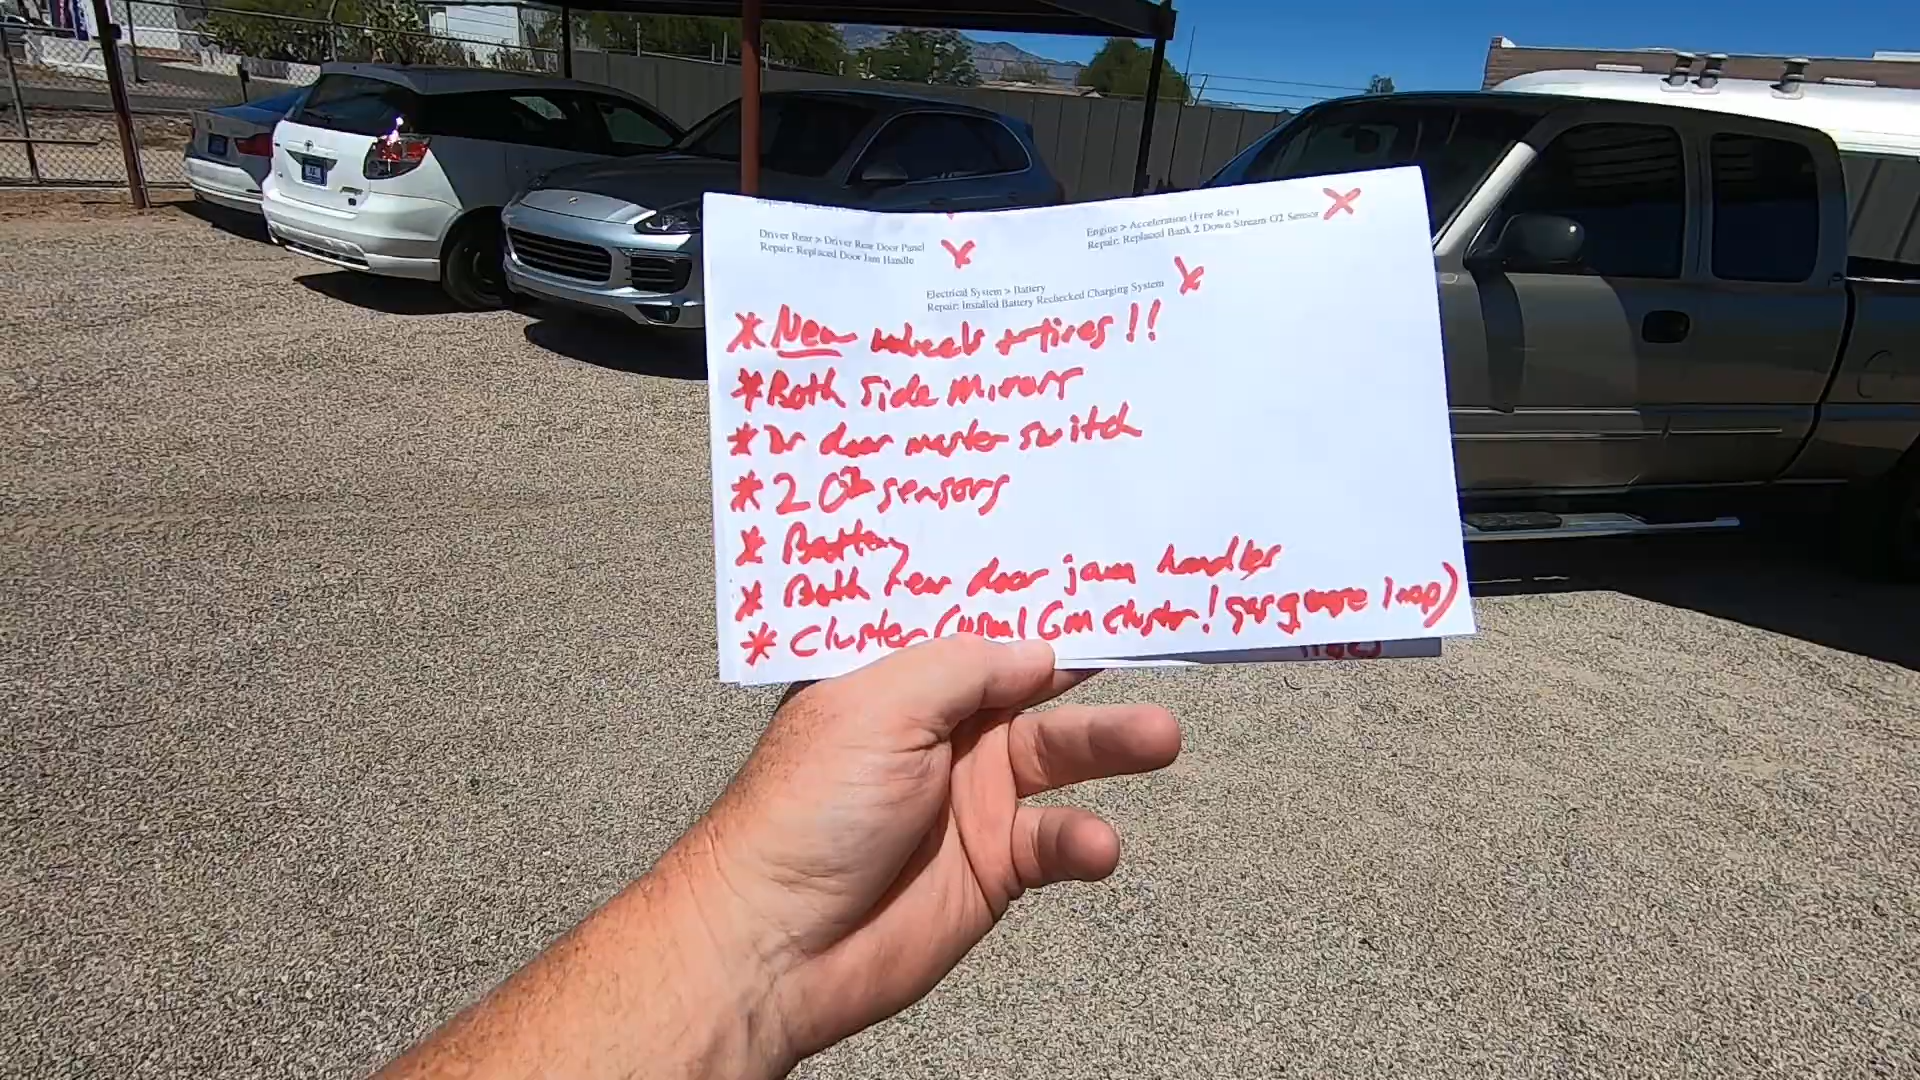 Driver Rear > Driver Rear Door Panel
Repair: Replaced Door Jam Handle
Engine > Acceleration (Free Rev)
Repair: Replaced Bank 2 Down Stream O2 Sensor
Electrical System > Battery
Repair: Installed Battery Rechecked Charging System
* New wheels + tires!!
* Both side mirrors
* Dr door master switch
* 2 O2 sensors
* Battery
* Both rear door jam handles
* Cluster (usual Gm cluster! gas gauge loop)